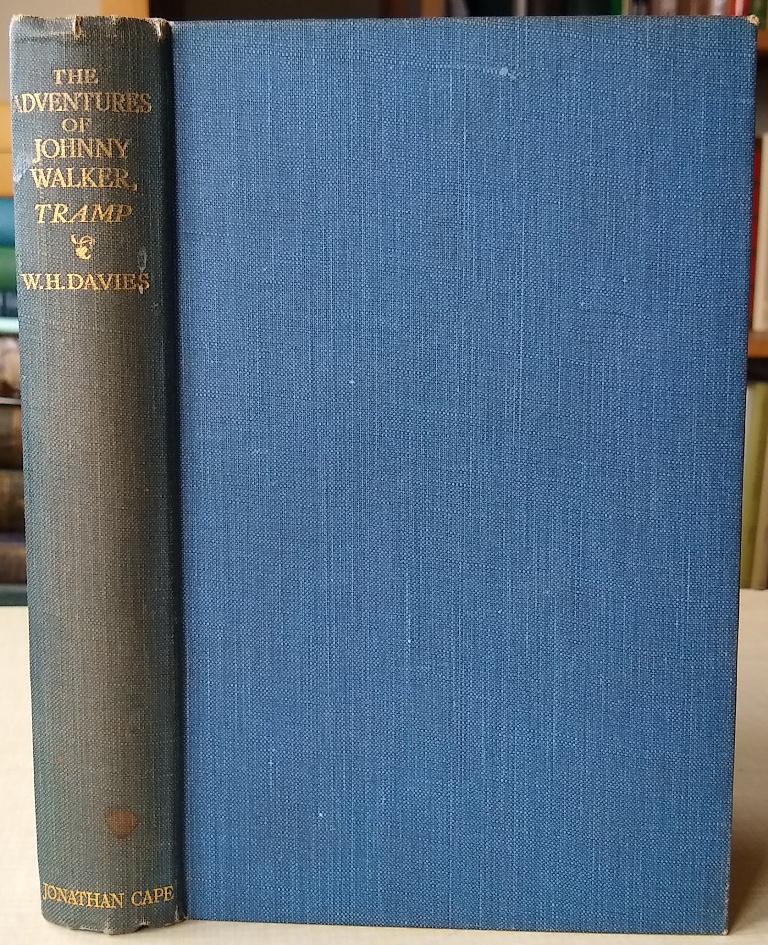 THE
ADVENTURES
OF
JOHNNY
WALKER,
TRAMP
W.H.DAVIES
JONATHAN CAPE